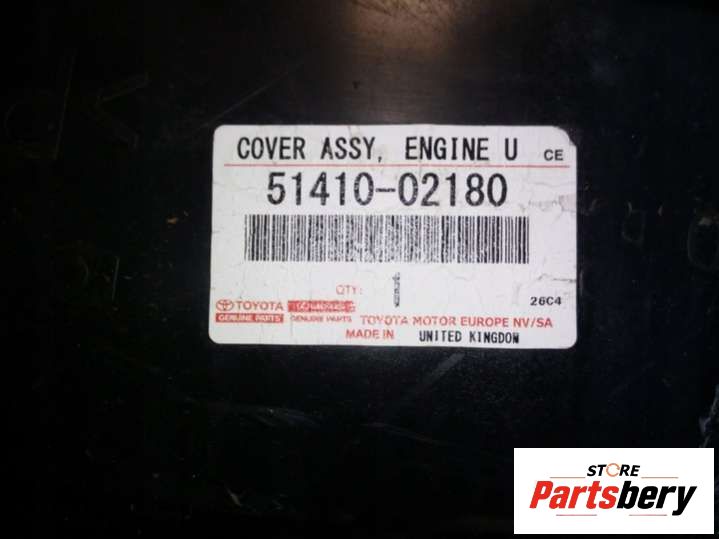 COVER ASSY, ENGINE U CE
51410-02180
QTY: 1
26C4
TOYOTA
GENUINE PARTS GENUINE PARTS TOYOTA MOTOR EUROPE NV/SA
MADE IN UNITED KINGDOM
STORE
Partsbery